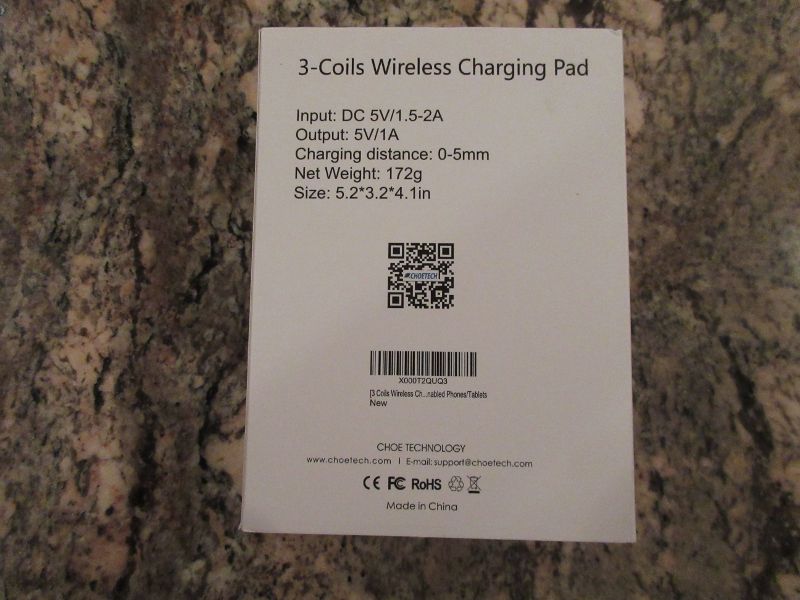 3-Coils Wireless Charging Pad
Input: DC 5V/1.5-2A
Output: 5V/1A
Charging distance: 0-5mm
Net Weight: 172g
Size: 5.2*3.2*4.1in
CHOETECH
X000T2QUQ3
[3 Coils Wireless Ch...nabled Phones/Tablets
New
CHOE TECHNOLOGY
www.choetech.com | E-mail: support@choetech.com
CE FC RoHS
Made in China